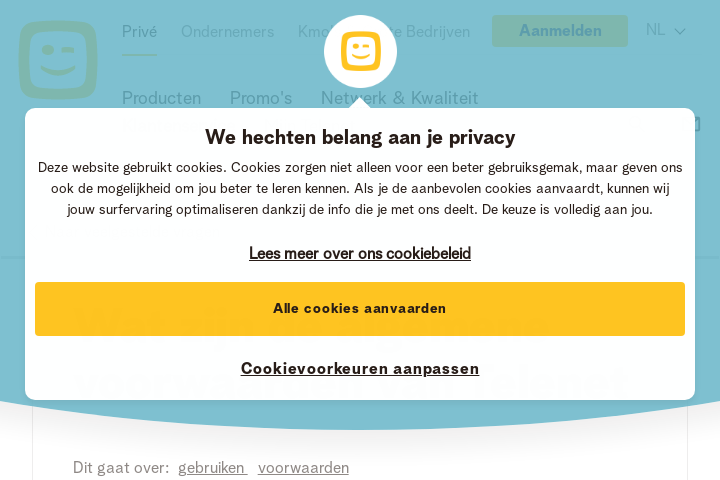 Privé Ondernemers Bedrijven Aanmelden NL
Producten Promo's Netwerk & Kwaliteit
We hechten belang aan je privacy
Deze website gebruikt cookies. Cookies zorgen niet alleen voor een beter gebruiksgemak, maar geven ons
ook de mogelijkheid om jou beter te leren kennen. Als je de aanbevolen cookies aanvaardt, kunnen wij
jouw surfervaring optimaliseren dankzij de info die je met ons deelt. De keuze is volledig aan jou.
Lees meer over ons cookiebeleid
Alle cookies aanvaarden
Cookievoorkeuren aanpassen
Dit gaat over: gebruiken voorwaarden